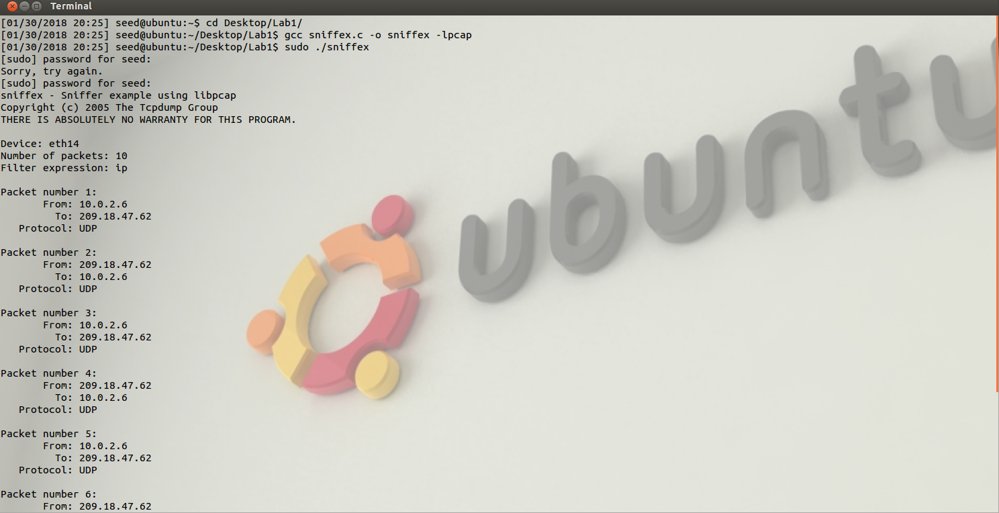 Terminal
[01/30/2018 20:25] seed@ubuntu:~$ cd Desktop/Lab1/
[01/30/2018 20:25] seed@ubuntu:~/Desktop/Lab1$ gcc sniffex.c -o sniffex -lpcap
[01/30/2018 20:25] seed@ubuntu:~/Desktop/Lab1$ sudo ./sniffex
[sudo] password for seed:
Sorry, try again.
[sudo] password for seed:
sniffex - Sniffer example using libpcap
Copyright (c) 2005 The Tcpdump Group
THERE IS ABSOLUTELY NO WARRANTY FOR THIS PROGRAM.
Device: eth14
Number of packets: 10
Filter expression: ip
Packet number 1:
From: 10.0.2.6
To: 209.18.47.62
Protocol: UDP
Packet number 2:
From: 209.18.47.62
To: 10.0.2.6
Protocol: UDP
Packet number 3:
From: 10.0.2.6
To: 209.18.47.62
Protocol: UDP
Packet number 4:
From: 209.18.47.62
To: 10.0.2.6
Protocol: UDP
Packet number 5:
From: 10.0.2.6
To: 209.18.47.62
Protocol: UDP
Packet number 6:
From: 209.18.47.62
ubuntu